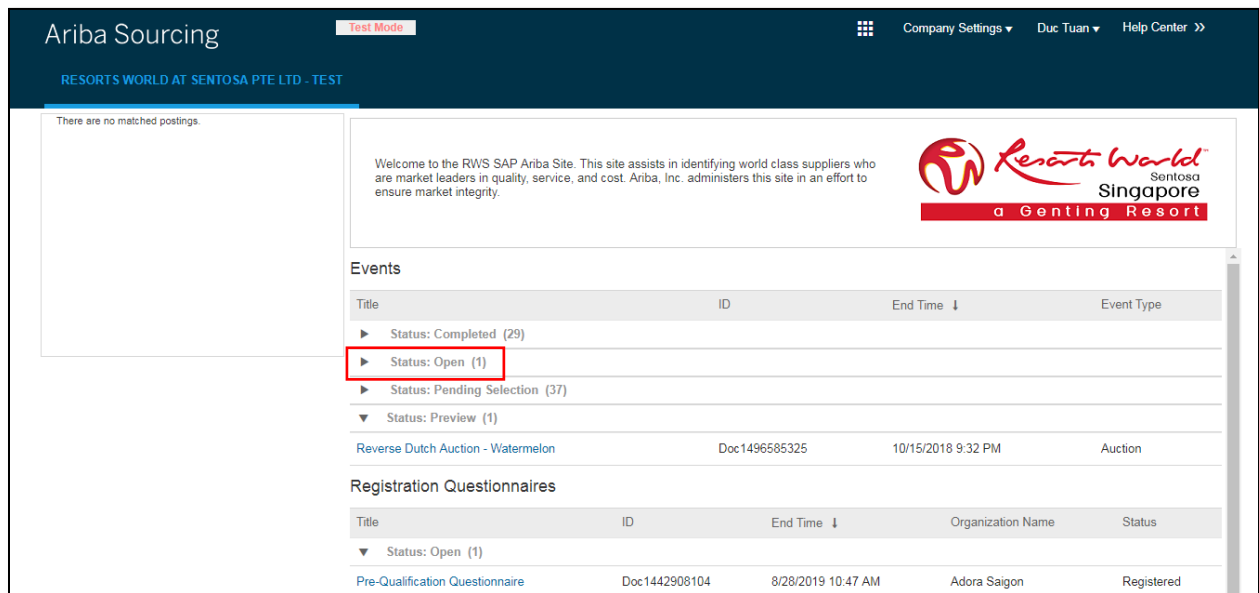 Ariba Sourcing
Test Mode
Company Settings ▾ Duc Tuan ▾ Help Center »
RESORTS WORLD AT SENTOSA PTE LTD - TEST
There are no matched postings.
Welcome to the RWS SAP Ariba Site. This site assists in identifying world class suppliers who
are market leaders in quality, service, and cost. Ariba, Inc. administers this site in an effort to
ensure market integrity.
Resorts World™
Sentosa
Singapore
a Genting Resort
Events
Title ID End Time ↓ Event Type
► Status: Completed (29)
► Status: Open (1)
► Status: Pending Selection (37)
▼ Status: Preview (1)
Reverse Dutch Auction - Watermelon Doc1496585325 10/15/2018 9:32 PM Auction
Registration Questionnaires
Title ID End Time ↓ Organization Name Status
▼ Status: Open (1)
Pre-Qualification Questionnaire Doc1442908104 8/28/2019 10:47 AM Adora Saigon Registered